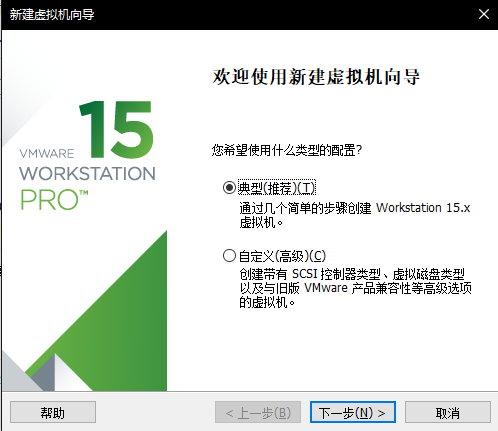 新建虚拟机向导
VMWARE 15
WORKSTATION
PRO™
欢迎使用新建虚拟机向导
您希望使用什么类型的配置?
典型(推荐)(T)
通过几个简单的步骤创建 Workstation 15.x
虚拟机。
自定义(高级)(C)
创建带有 SCSI 控制器类型、虚拟磁盘类型
以及与旧版 VMware 产品兼容性等高级选项
的虚拟机。
帮助
< 上一步(B)
下一步(N) >
取消